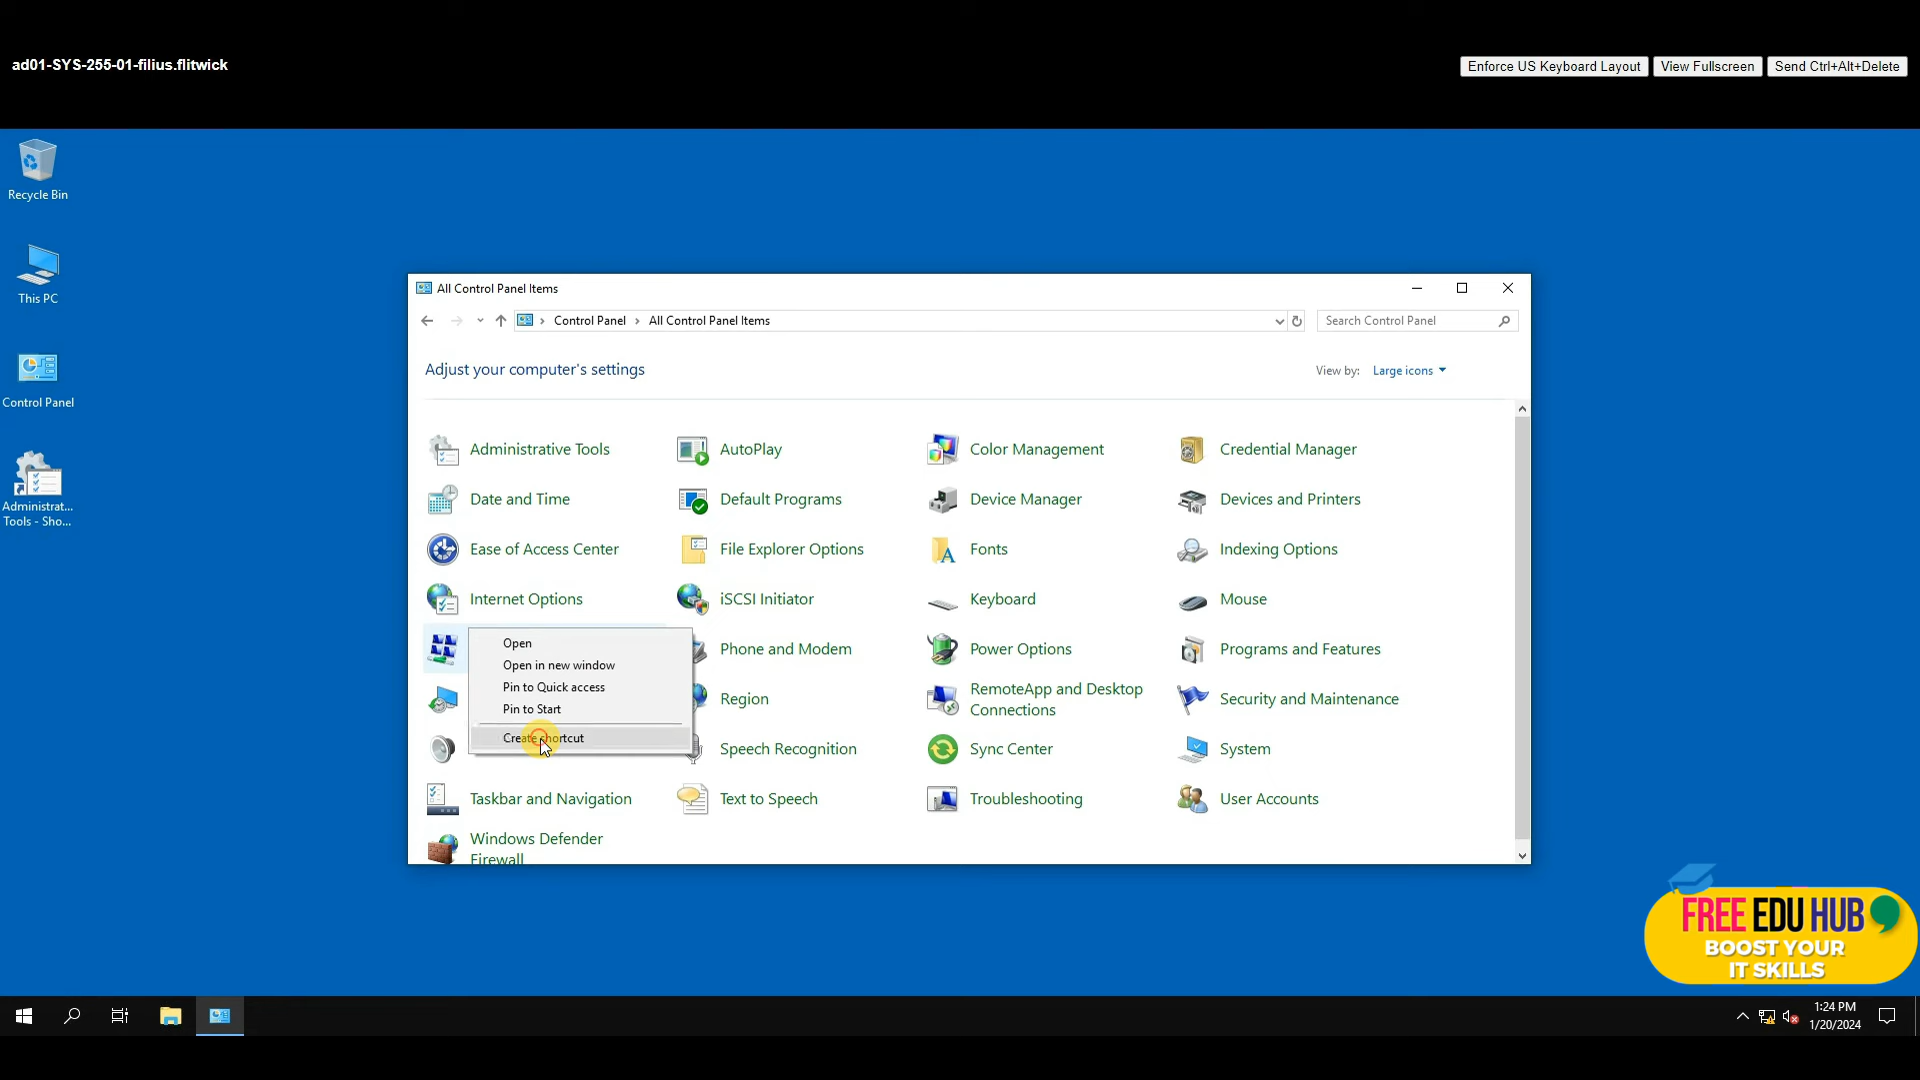 ad01-SYS-255-01-filius.flitwick
Enforce US Keyboard Layout
View Fullscreen
Send Ctrl+Alt+Delete
Recycle Bin
This PC
Control Panel
Administrat...
Tools - Sho...
All Control Panel Items
Control Panel
All Control Panel Items
Search Control Panel
Adjust your computer's settings
View by:
Large icons
Administrative Tools
AutoPlay
Color Management
Credential Manager
Date and Time
Default Programs
Device Manager
Devices and Printers
Ease of Access Center
File Explorer Options
Fonts
Indexing Options
Internet Options
iSCSI Initiator
Keyboard
Mouse
Open
Open in new window
Pin to Quick access
Pin to Start
Create shortcut
Phone and Modem
Power Options
Programs and Features
Region
RemoteApp and Desktop
Connections
Security and Maintenance
Speech Recognition
Sync Center
System
Taskbar and Navigation
Text to Speech
Troubleshooting
User Accounts
Windows Defender
Firewall
FREE EDU HUB
BOOST YOUR
IT SKILLS
1:24 PM
1/20/2024